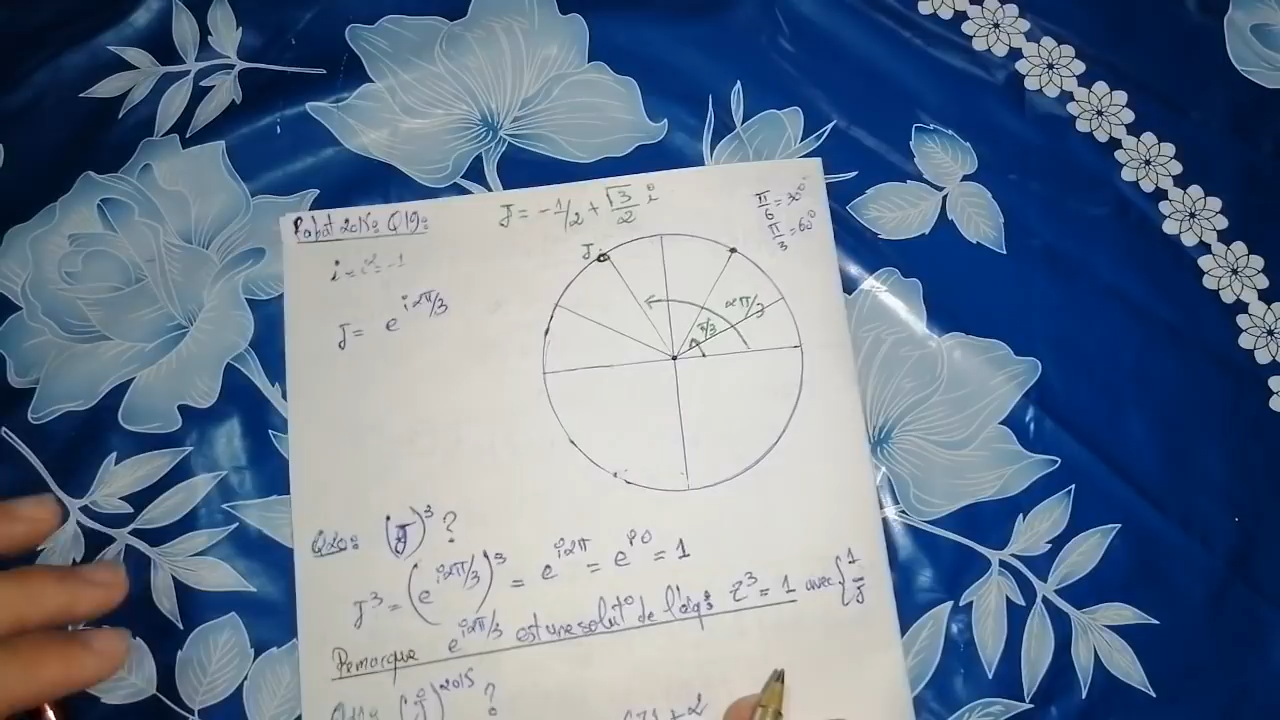 Rabat 2015: Q19:
J = -1/2 + √3/2 i
π/6 = 30°
π/3 = 60°
i = i² = -1
J
J = e^{i2π/3}
2π/3
π/3
Q20: (J)³ ?
J³ = (e^{i2π/3})³ = e^{i2π} = e^{i0} = 1
Remarque e^{i2π/3} est une solut° de l'éq° Z³ = 1 avec {1 J
(J)^{2015} ?